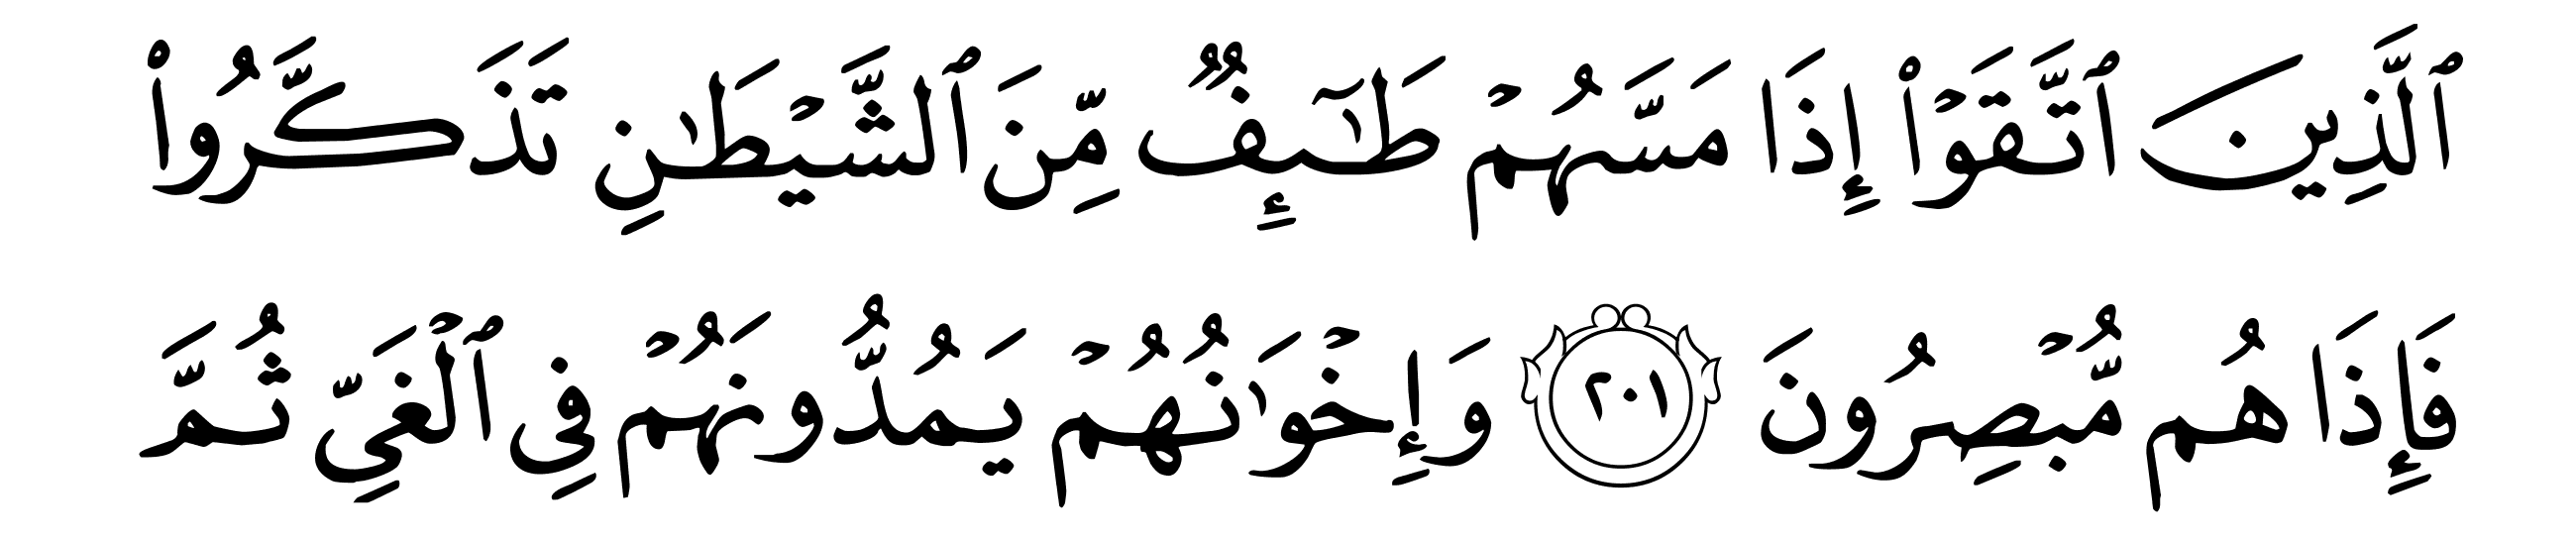 ٱلَّذِينَ ٱتَّقَوْا۟ إِذَا مَسَّهُمْ طَـٰٓئِفٌ مِّنَ ٱلشَّيْطَـٰنِ تَذَكَّرُوا۟
فَإِذَا هُم مُّبْصِرُونَ ٢٠١ وَإِخْوَٰنُهُمْ يَمُدُّونَهُمْ فِى ٱلْغَىِّ ثُمَّ